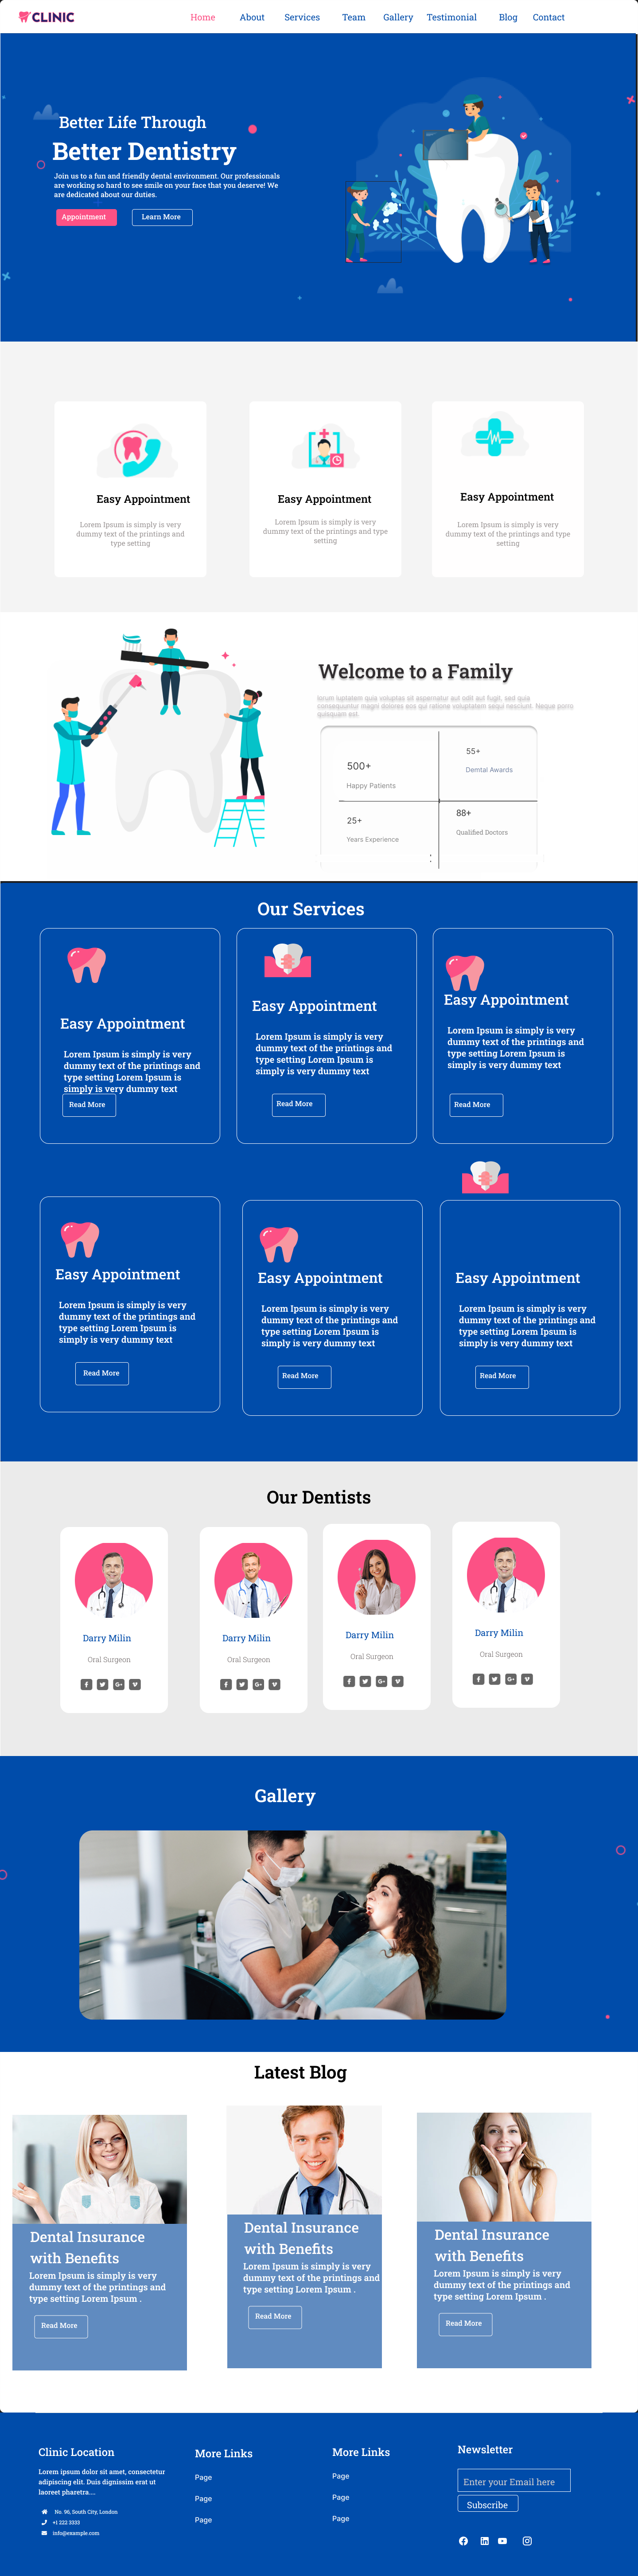 CLINIC
Home About Services Team Gallery Testimonial Blog Contact
Better Life Through
Better Dentistry
Join us to a fun and friendly dental environment. Our professionals
are working so hard to see smile on your face that you deserve! We
are dedicated about our duties.
Appointment Learn More
Easy Appointment
Lorem Ipsum is simply is very
dummy text of the printings and
type setting
Easy Appointment
Lorem Ipsum is simply is very
dummy text of the printings and type
setting
Easy Appointment
Lorem Ipsum is simply is very
dummy text of the printings and type
setting
Welcome to a Family
lorum luptatem quia voluptas sit aspernatur aut odit aut fugit, sed quia
consequuntur magni dolores eos qui ratione voluptatem sequi nesciunt. Neque porro
quisquam est.
500+
Happy Patients
55+
Demtal Awards
25+
Years Experience
88+
Qualified Doctors
Our Services
Easy Appointment
Lorem Ipsum is simply is very
dummy text of the printings and
type setting Lorem Ipsum is
simply is very dummy text
Read More
Easy Appointment
Lorem Ipsum is simply is very
dummy text of the printings and
type setting Lorem Ipsum is
simply is very dummy text
Read More
Easy Appointment
Lorem Ipsum is simply is very
dummy text of the printings and
type setting Lorem Ipsum is
simply is very dummy text
Read More
Easy Appointment
Lorem Ipsum is simply is very
dummy text of the printings and
type setting Lorem Ipsum is
simply is very dummy text
Read More
Easy Appointment
Lorem Ipsum is simply is very
dummy text of the printings and
type setting Lorem Ipsum is
simply is very dummy text
Read More
Easy Appointment
Lorem Ipsum is simply is very
dummy text of the printings and
type setting Lorem Ipsum is
simply is very dummy text
Read More
Our Dentists
Darry Milin
Oral Surgeon
Darry Milin
Oral Surgeon
Darry Milin
Oral Surgeon
Darry Milin
Oral Surgeon
Gallery
Latest Blog
Dental Insurance
with Benefits
Lorem Ipsum is simply is very
dummy text of the printings and
type setting Lorem Ipsum .
Read More
Dental Insurance
with Benefits
Lorem Ipsum is simply is very
dummy text of the printings and
type setting Lorem Ipsum .
Read More
Dental Insurance
with Benefits
Lorem Ipsum is simply is very
dummy text of the printings and
type setting Lorem Ipsum .
Read More
Clinic Location
Lorem ipsum dolor sit amet, consectetur
adipiscing elit. Duis dignissim erat ut
laoreet pharetra....
No. 96, South City, London
+1 222 3333
info@example.com
More Links
Page
Page
Page
More Links
Page
Page
Page
Newsletter
Enter your Email here
Subscribe